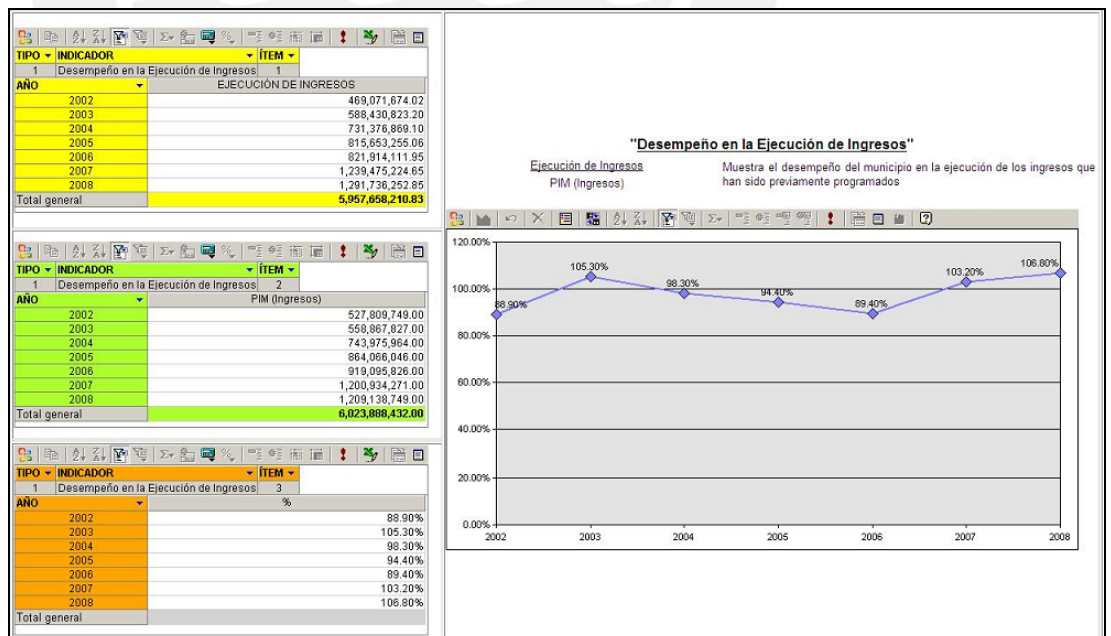 TIPO INDICADOR ÍTEM
1 Desempeño en la Ejecución de Ingresos 1
AÑO EJECUCIÓN DE INGRESOS
2002 469,071,674.02
2003 588,430,823.20
2004 731,376,869.10
2005 815,653,255.06
2006 821,914,111.95
2007 1,239,475,224.65
2008 1,291,736,252.85
Total general 5,957,658,210.83
TIPO INDICADOR ÍTEM
1 Desempeño en la Ejecución de Ingresos 2
AÑO PIM (Ingresos)
2002 527,809,749.00
2003 558,867,827.00
2004 743,975,964.00
2005 864,066,046.00
2006 919,095,826.00
2007 1,200,934,271.00
2008 1,209,138,749.00
Total general 6,023,888,432.00
TIPO INDICADOR ÍTEM
1 Desempeño en la Ejecución de Ingresos 3
AÑO %
2002 88.90%
2003 105.30%
2004 98.30%
2005 94.40%
2006 89.40%
2007 103.20%
2008 106.80%
Total general
"Desempeño en la Ejecución de Ingresos"
Ejecución de Ingresos
PIM (Ingresos)
Muestra el desempeño del municipio en la ejecución de los ingresos que
han sido previamente programados
120.00%
100.00%
80.00%
60.00%
40.00%
20.00%
0.00%
88.90% 105.30% 98.30% 94.40% 89.40% 103.20% 106.80%
2002 2003 2004 2005 2006 2007 2008